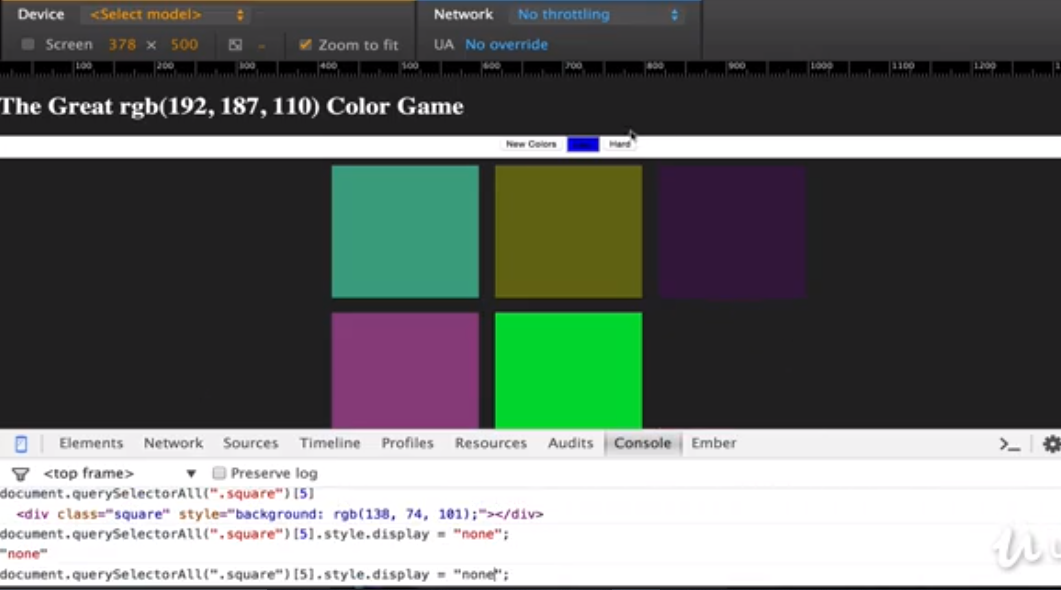 Device <Select model> Network No throttling
Screen 378 × 500 Zoom to fit UA No override
100 200 300 400 500 600 700 800 900 1000 1100 1200
The Great rgb(192, 187, 110) Color Game
New Colors Hard
Elements Network Sources Timeline Profiles Resources Audits Console Ember
<top frame> Preserve log
document.querySelectorAll(".square")[5]
<div class="square" style="background: rgb(138, 74, 101);"></div>
document.querySelectorAll(".square")[5].style.display = "none";
"none"
document.querySelectorAll(".square")[5].style.display = "none";